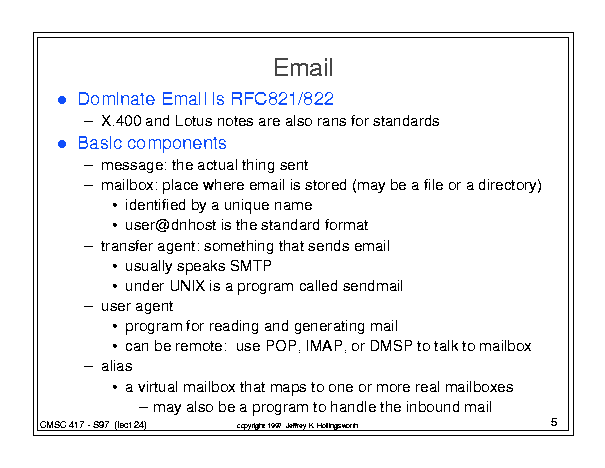 Email
● Dominate Email is RFC821/822
– X.400 and Lotus notes are also rans for standards
● Basic components
– message: the actual thing sent
– mailbox: place where email is stored (may be a file or a directory)
• identified by a unique name
• user@dnhost is the standard format
– transfer agent: something that sends email
• usually speaks SMTP
• under UNIX is a program called sendmail
– user agent
• program for reading and generating mail
• can be remote: use POP, IMAP, or DMSP to talk to mailbox
– alias
• a virtual mailbox that maps to one or more real mailboxes
– may also be a program to handle the inbound mail
CMSC 417 - S97 (lect24) copyright 1997 Jeffrey K. Hollingsworth 5